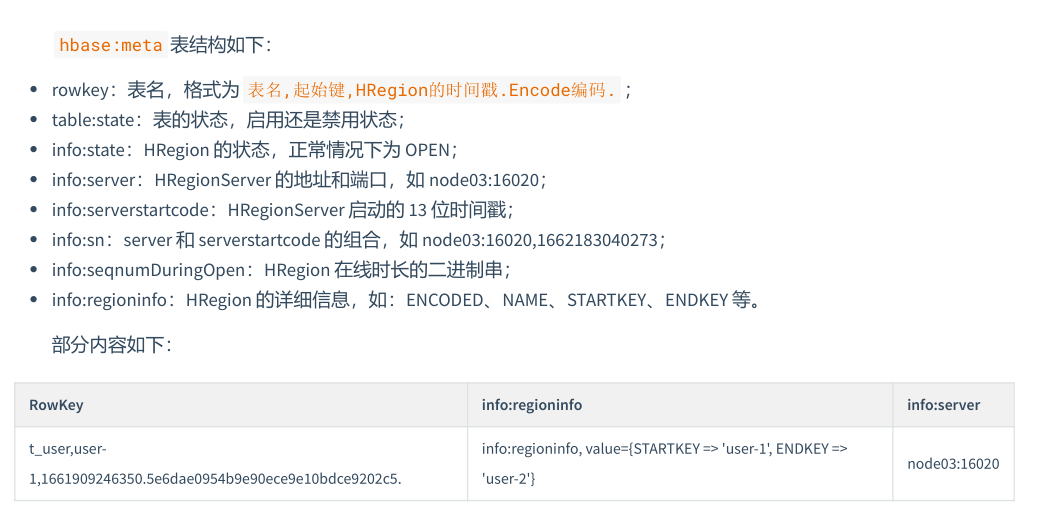 hbase:meta 表结构如下：
rowkey：表名，格式为 表名,起始键,HRegion的时间戳.Encode编码. ；
table:state：表的状态，启用还是禁用状态；
info:state：HRegion 的状态，正常情况下为 OPEN；
info:server：HRegionServer 的地址和端口，如 node03:16020；
info:serverstartcode：HRegionServer 启动的 13 位时间戳；
info:sn：server 和 serverstartcode 的组合，如 node03:16020,1662183040273；
info:seqnumDuringOpen：HRegion 在线时长的二进制串；
info:regioninfo：HRegion 的详细信息，如：ENCODED、NAME、STARTKEY、ENDKEY 等。
部分内容如下：
RowKey info:regioninfo info:server
t_user,user-
1,1661909246350.5e6dae0954b9e90ece9e10bdce9202c5.
info:regioninfo, value={STARTKEY => 'user-1', ENDKEY =>
'user-2'}
node03:16020